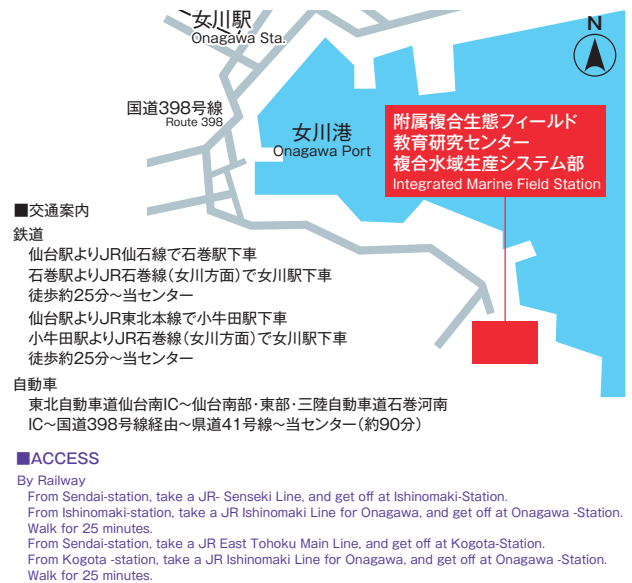 女川駅
Onagawa Sta.
N
国道398号線
Route 398
女川港
Onagawa Port
附属複合生態フィールド
教育研究センター
複合水域生産システム部
Integrated Marine Field Station
■交通案内
鉄道
仙台駅よりJR仙石線で石巻駅下車
石巻駅よりJR石巻線(女川方面)で女川駅下車
徒歩約25分～当センター
仙台駅よりJR東北本線で小牛田駅下車
小牛田駅よりJR石巻線(女川方面)で女川駅下車
徒歩約25分～当センター
自動車
東北自動車道仙台南IC～仙台南部･東部･三陸自動車道石巻河南
IC～国道398号線経由～県道41号線～当センター(約90分)
■ACCESS
By Railway
From Sendai-station, take a JR- Senseki Line, and get off at Ishinomaki-Station.
From Ishinomaki-station, take a JR Ishinomaki Line for Onagawa, and get off at Onagawa -Station.
Walk for 25 minutes.
From Sendai-station, take a JR East Tohoku Main Line, and get off at Kogota-Station.
From Kogota -station, take a JR Ishinomaki Line for Onagawa, and get off at Onagawa -Station.
Walk for 25 minutes.